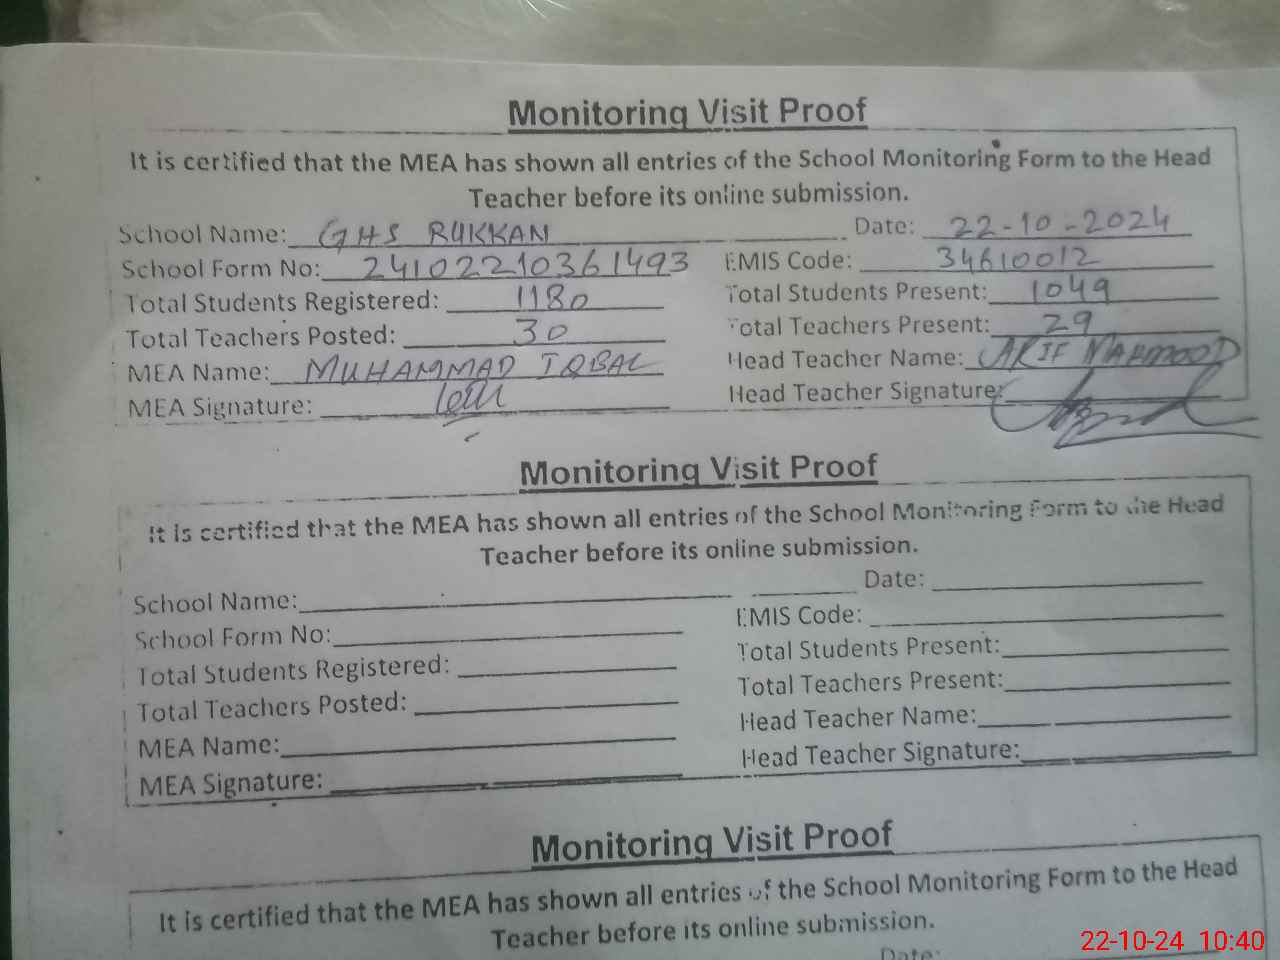 Monitoring Visit Proof
It is certified that the MEA has shown all entries of the School Monitoring Form to the Head
Teacher before its online submission.
School Name: GHS RUKKAN Date: 22-10-2024
School Form No: 24102210361493 EMIS Code: 34610012
Total Students Registered: 1180 Total Students Present: 1049
Total Teachers Posted: 30 Total Teachers Present: 29
MEA Name: MUHAMMAD IQBAL Head Teacher Name: ARIF MAHMOOD
MEA Signature: Head Teacher Signature:
Monitoring Visit Proof
It is certified that the MEA has shown all entries of the School Monitoring Form to the Head
Teacher before its online submission.
School Name: Date:
School Form No: EMIS Code:
Total Students Registered: Total Students Present:
Total Teachers Posted: Total Teachers Present:
MEA Name: Head Teacher Name:
MEA Signature: Head Teacher Signature:
Monitoring Visit Proof
It is certified that the MEA has shown all entries of the School Monitoring Form to the Head
Teacher before its online submission.
Date:
22-10-24 10:40